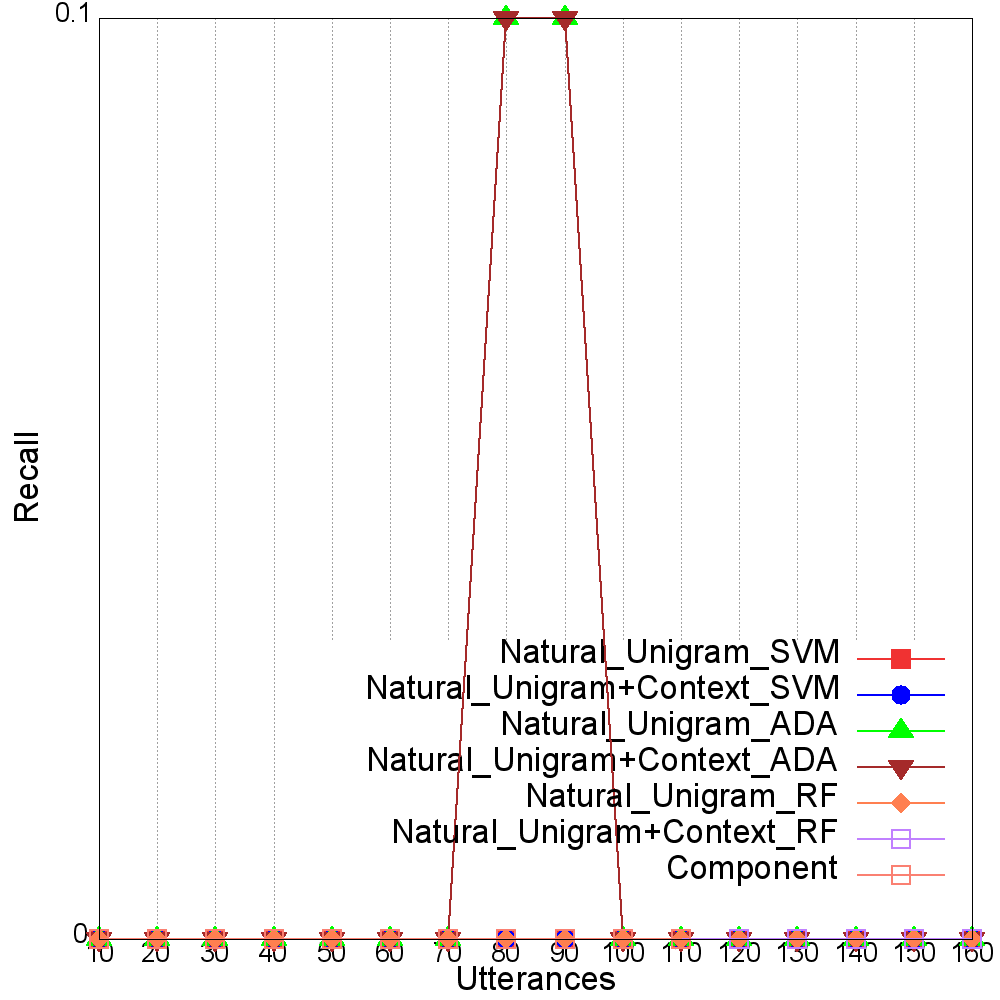 0.1
Recall
Natural_Unigram_SVM
Natural_Unigram+Context_SVM
Natural_Unigram_ADA
Natural_Unigram+Context_ADA
Natural_Unigram_RF
Natural_Unigram+Context_RF
Component
0
10 20 30 40 50 60 70 80 90 100 110 120 130 140 150 160
Utterances